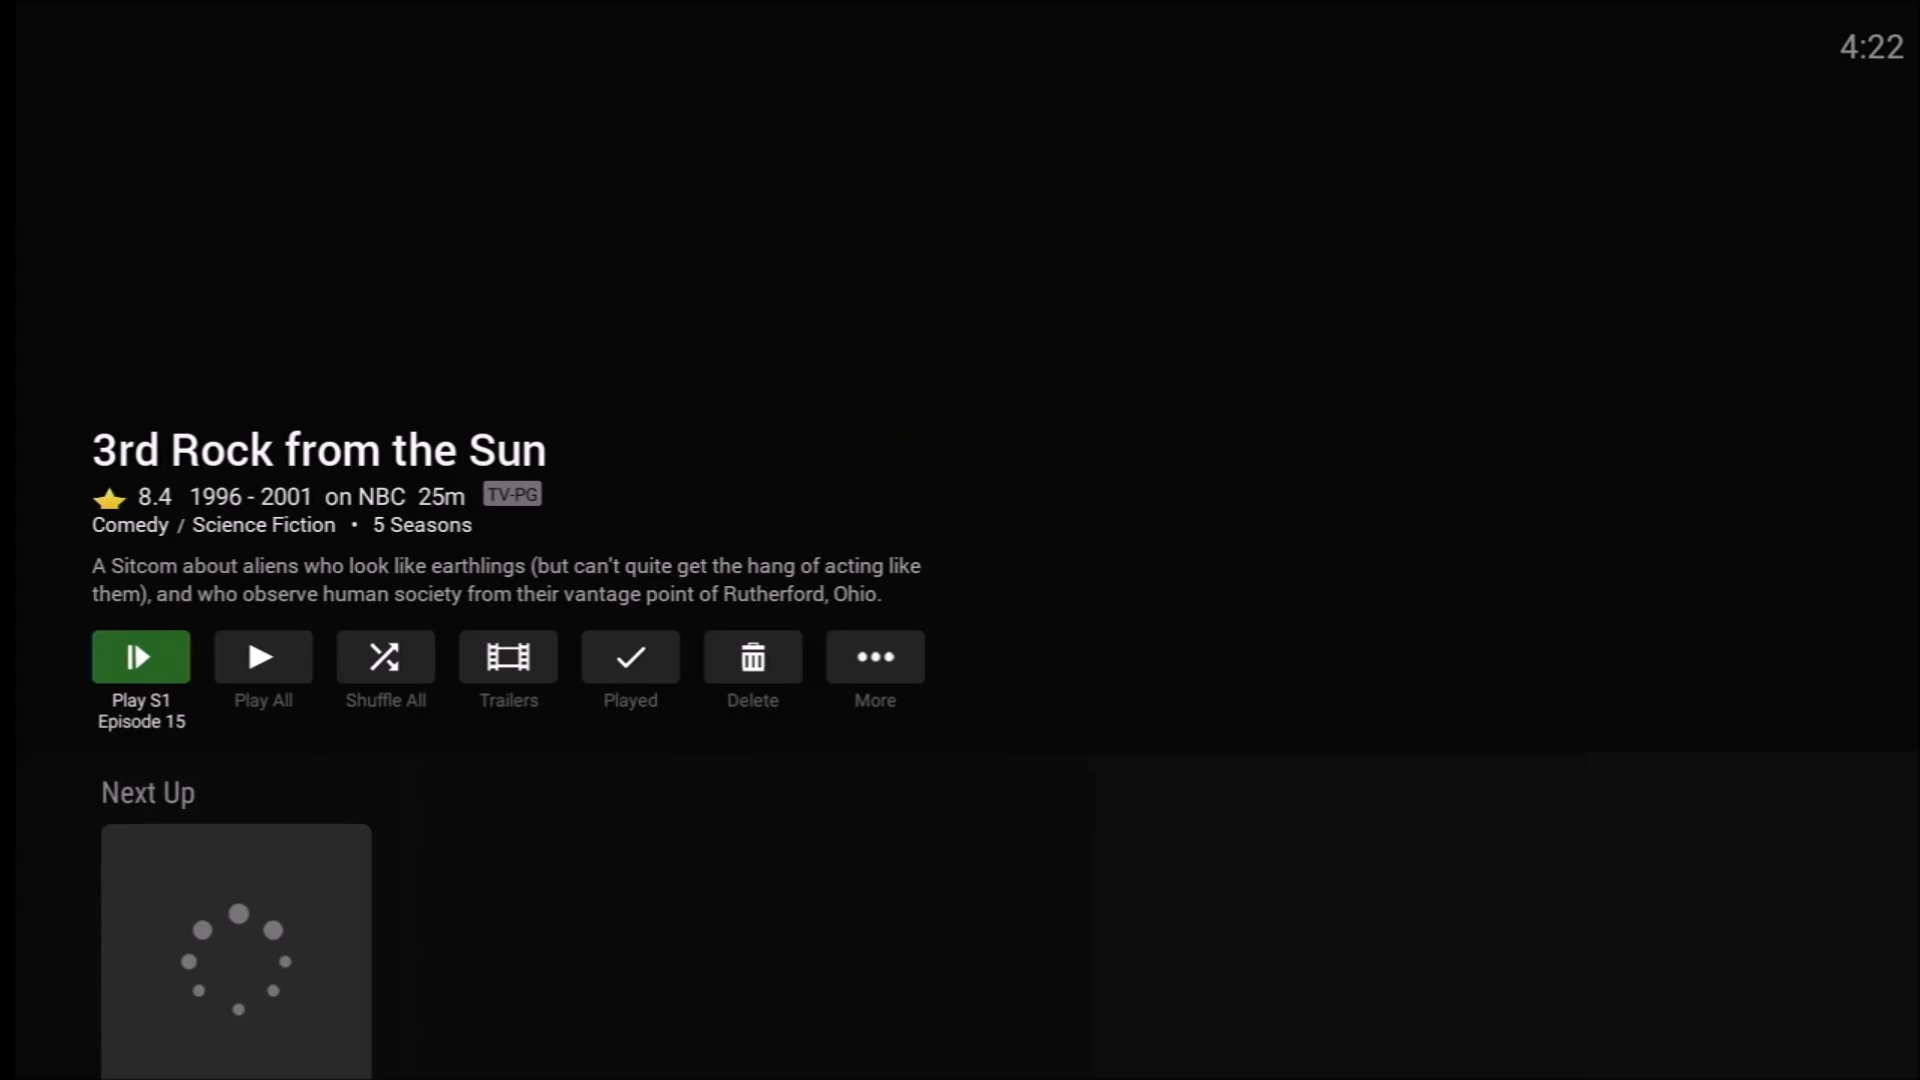 4:22
3rd Rock from the Sun
8.4 1996 - 2001 on NBC 25m TV-PG
Comedy / Science Fiction • 5 Seasons
A Sitcom about aliens who look like earthlings (but can't quite get the hang of acting like
them), and who observe human society from their vantage point of Rutherford, Ohio.
Play S1
Episode 15
Play All
Shuffle All
Trailers
Played
Delete
More
Next Up